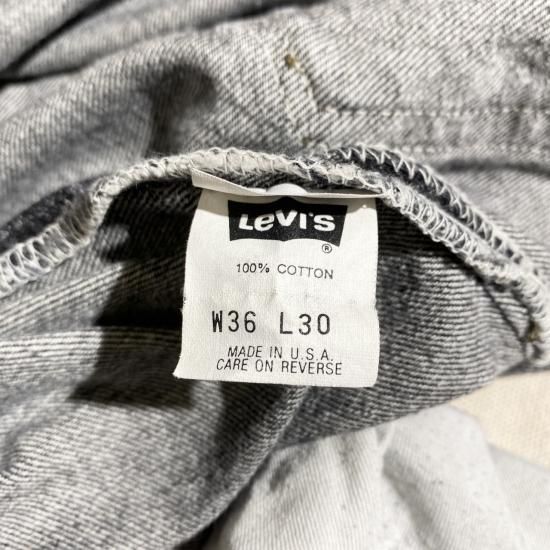 Levi's
®
100% COTTON
W36 L30
MADE IN U.S.A.
CARE ON REVERSE